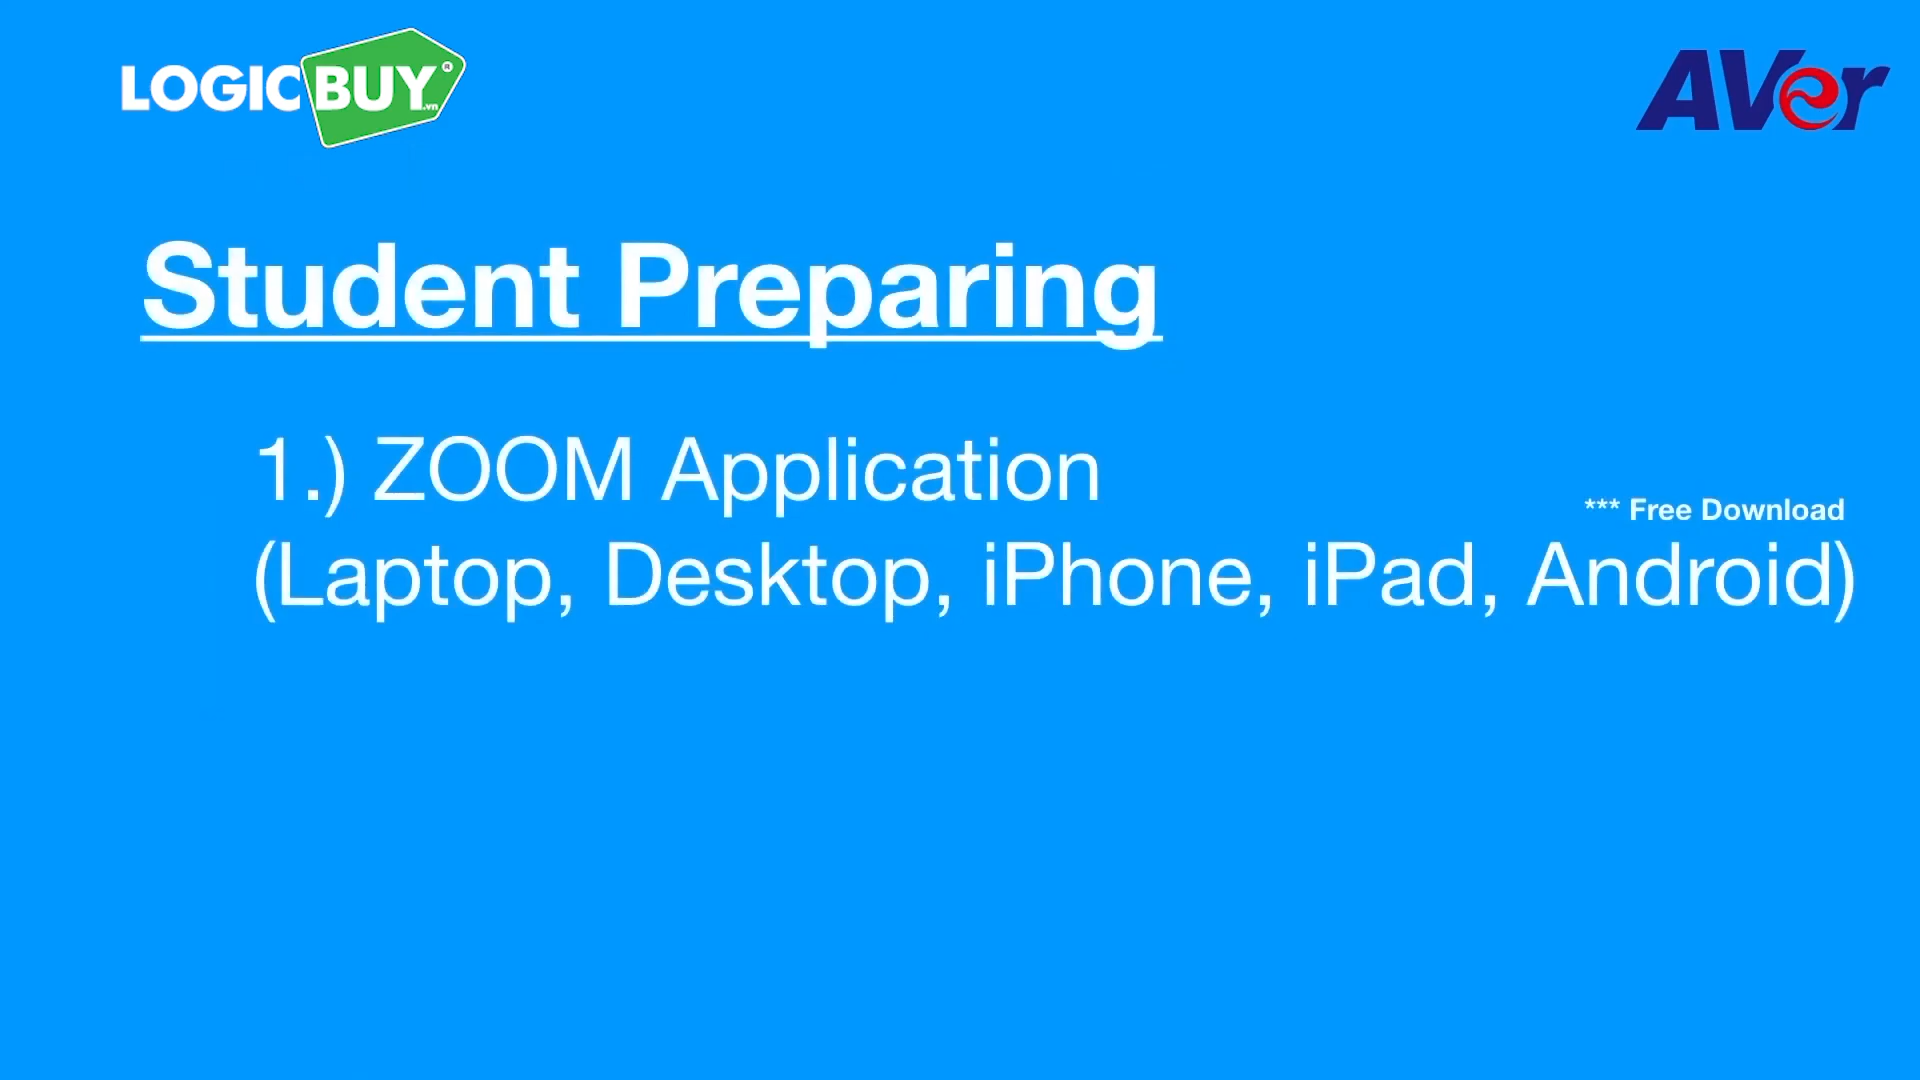 LOGICBUY.vn®
AVer
Student Preparing
1.) ZOOM Application
*** Free Download
(Laptop, Desktop, iPhone, iPad, Android)